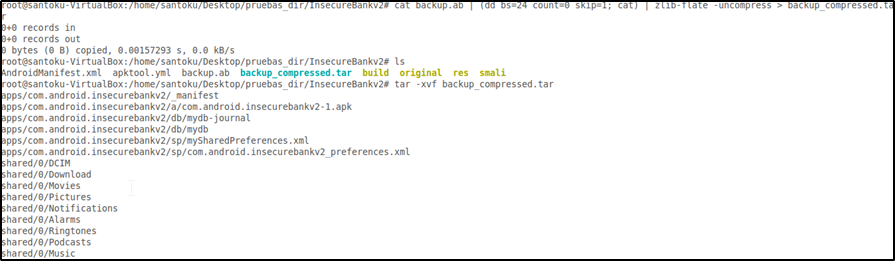 root@santoku-VirtualBox:/home/santoku/Desktop/pruebas_dir/InsecureBankv2# cat backup.ab | (dd bs=24 count=0 skip=1; cat) | zlib-flate -uncompress > backup_compressed.ta
r
0+0 records in
0+0 records out
0 bytes (0 B) copied, 0.00157293 s, 0.0 kB/s
root@santoku-VirtualBox:/home/santoku/Desktop/pruebas_dir/InsecureBankv2# ls
AndroidManifest.xml apktool.yml backup.ab backup_compressed.tar build original res smali
root@santoku-VirtualBox:/home/santoku/Desktop/pruebas_dir/InsecureBankv2# tar -xvf backup_compressed.tar
apps/com.android.insecurebankv2/_manifest
apps/com.android.insecurebankv2/a/com.android.insecurebankv2-1.apk
apps/com.android.insecurebankv2/db/mydb-journal
apps/com.android.insecurebankv2/db/mydb
apps/com.android.insecurebankv2/sp/mySharedPreferences.xml
apps/com.android.insecurebankv2/sp/com.android.insecurebankv2_preferences.xml
shared/0/DCIM
shared/0/Download
shared/0/Movies
shared/0/Pictures
shared/0/Notifications
shared/0/Alarms
shared/0/Ringtones
shared/0/Podcasts
shared/0/Music